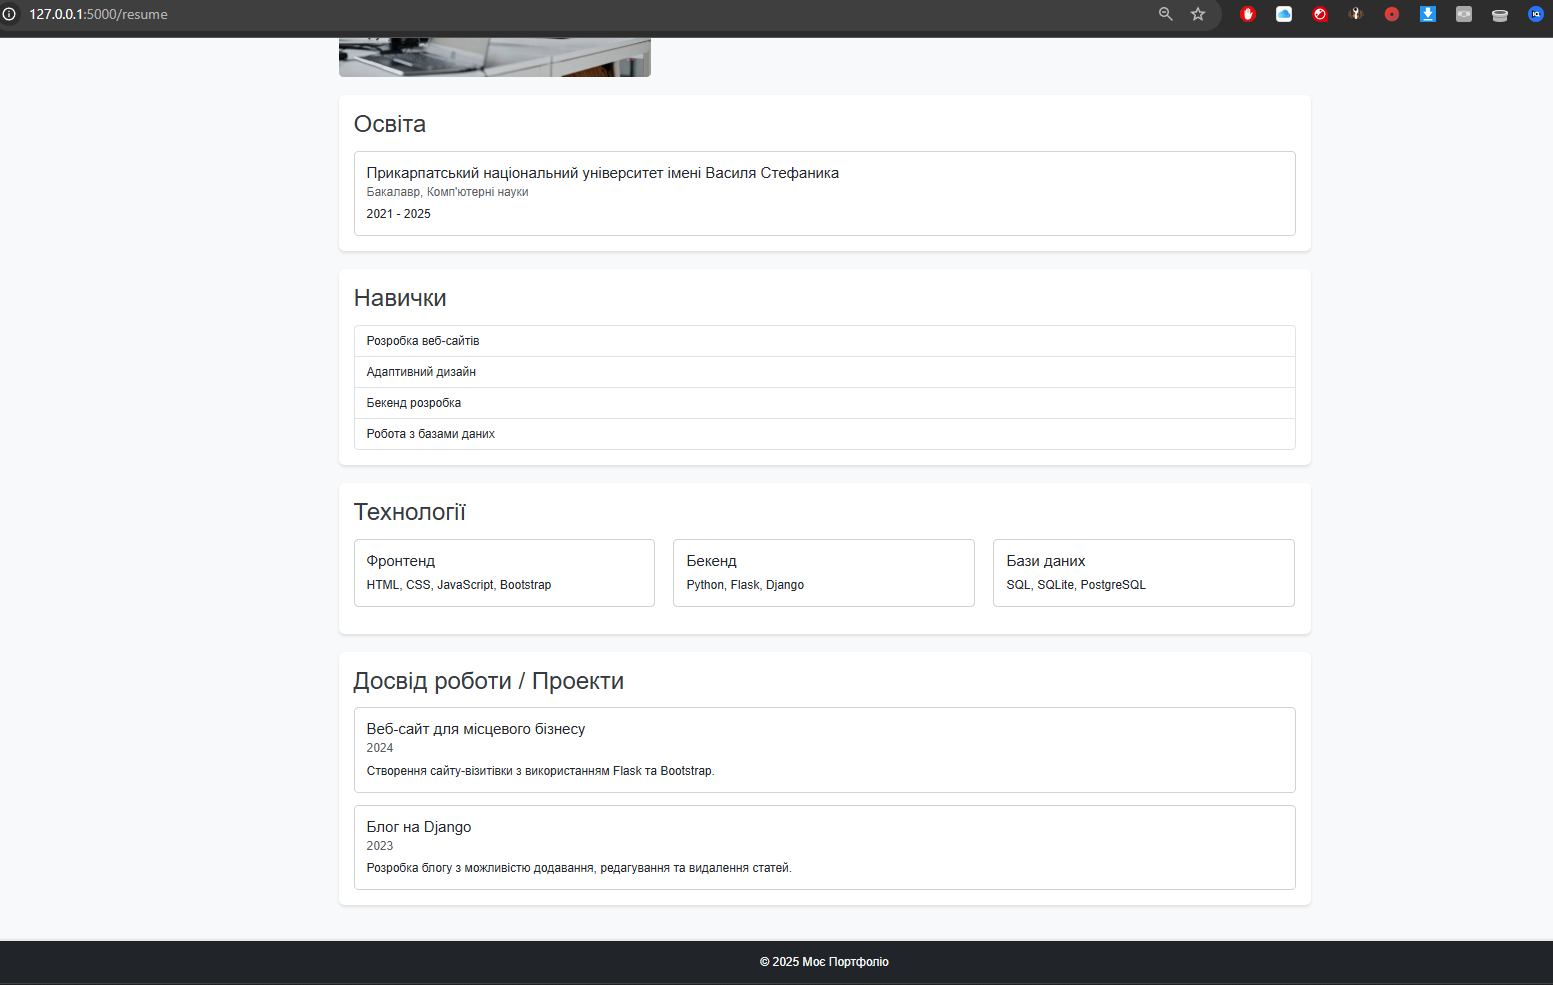 127.0.0.1:5000/resume
Освіта
Прикарпатський національний університет імені Василя Стефаника
Бакалавр, Комп'ютерні науки
2021 - 2025
Навички
Розробка веб-сайтів
Адаптивний дизайн
Бекенд розробка
Робота з базами даних
Технології
Фронтенд
HTML, CSS, JavaScript, Bootstrap
Бекенд
Python, Flask, Django
Бази даних
SQL, SQLite, PostgreSQL
Досвід роботи / Проекти
Веб-сайт для місцевого бізнесу
2024
Створення сайту-візитівки з використанням Flask та Bootstrap.
Блог на Django
2023
Розробка блогу з можливістю додавання, редагування та видалення статей.
© 2025 Моє Портфоліо